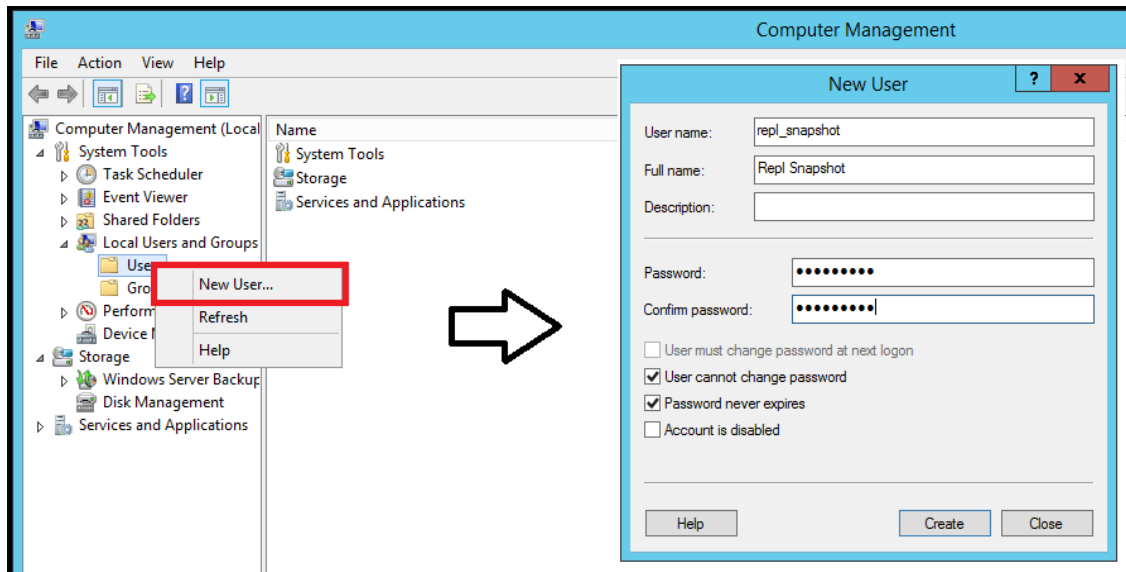 Computer Management
File Action View Help
Computer Management (Local
System Tools
Task Scheduler
Event Viewer
Shared Folders
Local Users and Groups
Use
Gro
Perform
Device
Storage
Windows Server Backup
Disk Management
Services and Applications
New User...
Refresh
Help
Name
System Tools
Storage
Services and Applications
New User
? x
User name: repl_snapshot
Full name: Repl Snapshot
Description:
Password: •••••••••
Confirm password: •••••••••
User must change password at next logon
User cannot change password
Password never expires
Account is disabled
Help Create Close